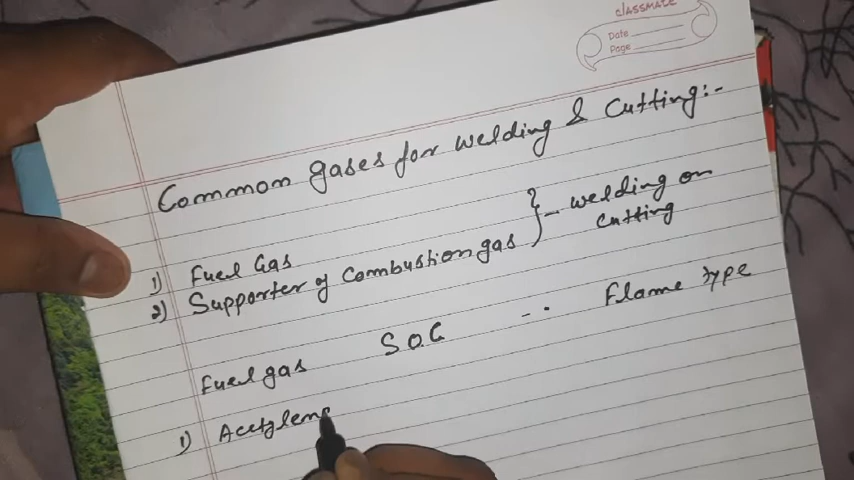 classmate
Date
Page
Common gases for welding & cutting:-
1) Fuel Gas
2) Supporter of Combustion gas } - welding or cutting
Fuel gas S.O.C -.. Flame type
1) Acetylene